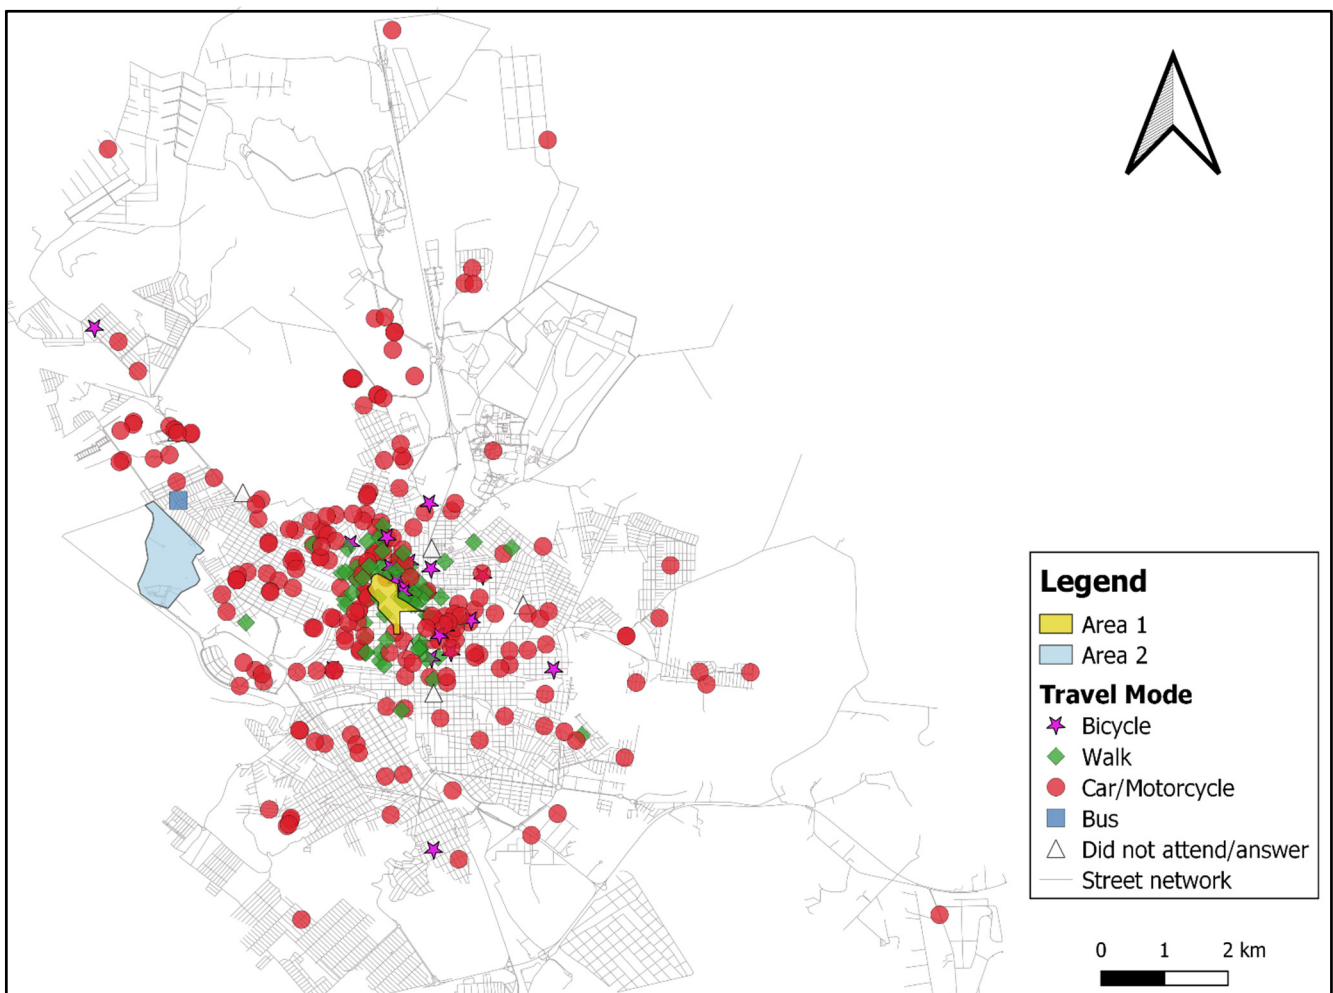 Legend
Area 1
Area 2
Travel Mode
Bicycle
Walk
Car/Motorcycle
Bus
Did not attend/answer
Street network
0 1 2 km